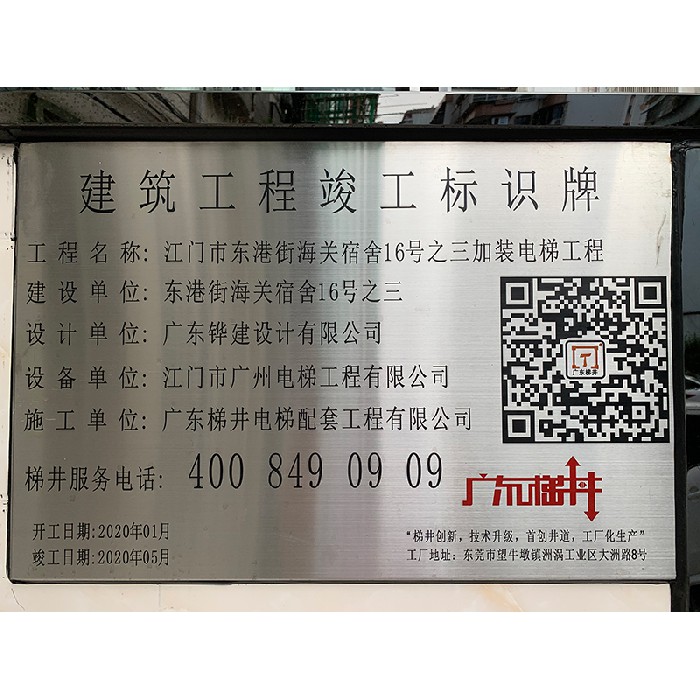 建筑工程竣工标识牌
工程名称:江门市东港街海关宿舍16号之三加装电梯工程
建设单位:东港街海关宿舍16号之三
设计单位:广东铧建设计有限公司
设备单位:江门市广州电梯工程有限公司
施工单位:广东梯井电梯配套工程有限公司
广东梯井
梯井服务电话: 400 849 09 09
广东梯井
开工日期:2020年01月
竣工日期:2020年05月
“梯井创新，技术升级，首创井道，工厂化生产”
工厂地址: 东莞市望牛墩镇洲涡工业区大洲路8号